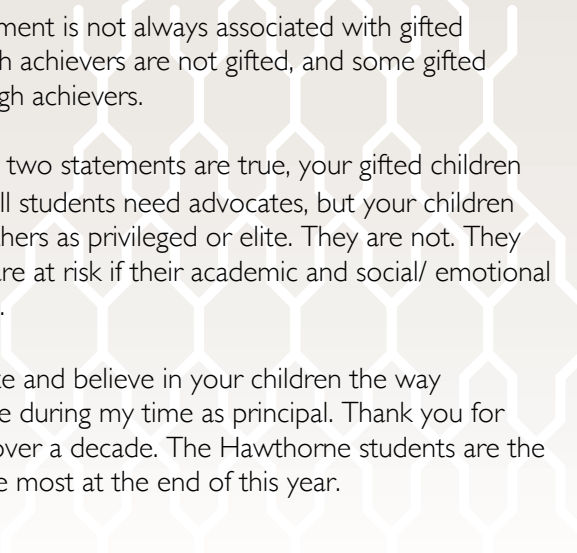 ment is not always associated with gifted
h achievers are not gifted, and some gifted
gh achievers.
two statements are true, your gifted children
ll students need advocates, but your children
hers as privileged or elite. They are not. They
are at risk if their academic and social/ emotional
.
e and believe in your children the way
e during my time as principal. Thank you for
over a decade. The Hawthorne students are the
e most at the end of this year.